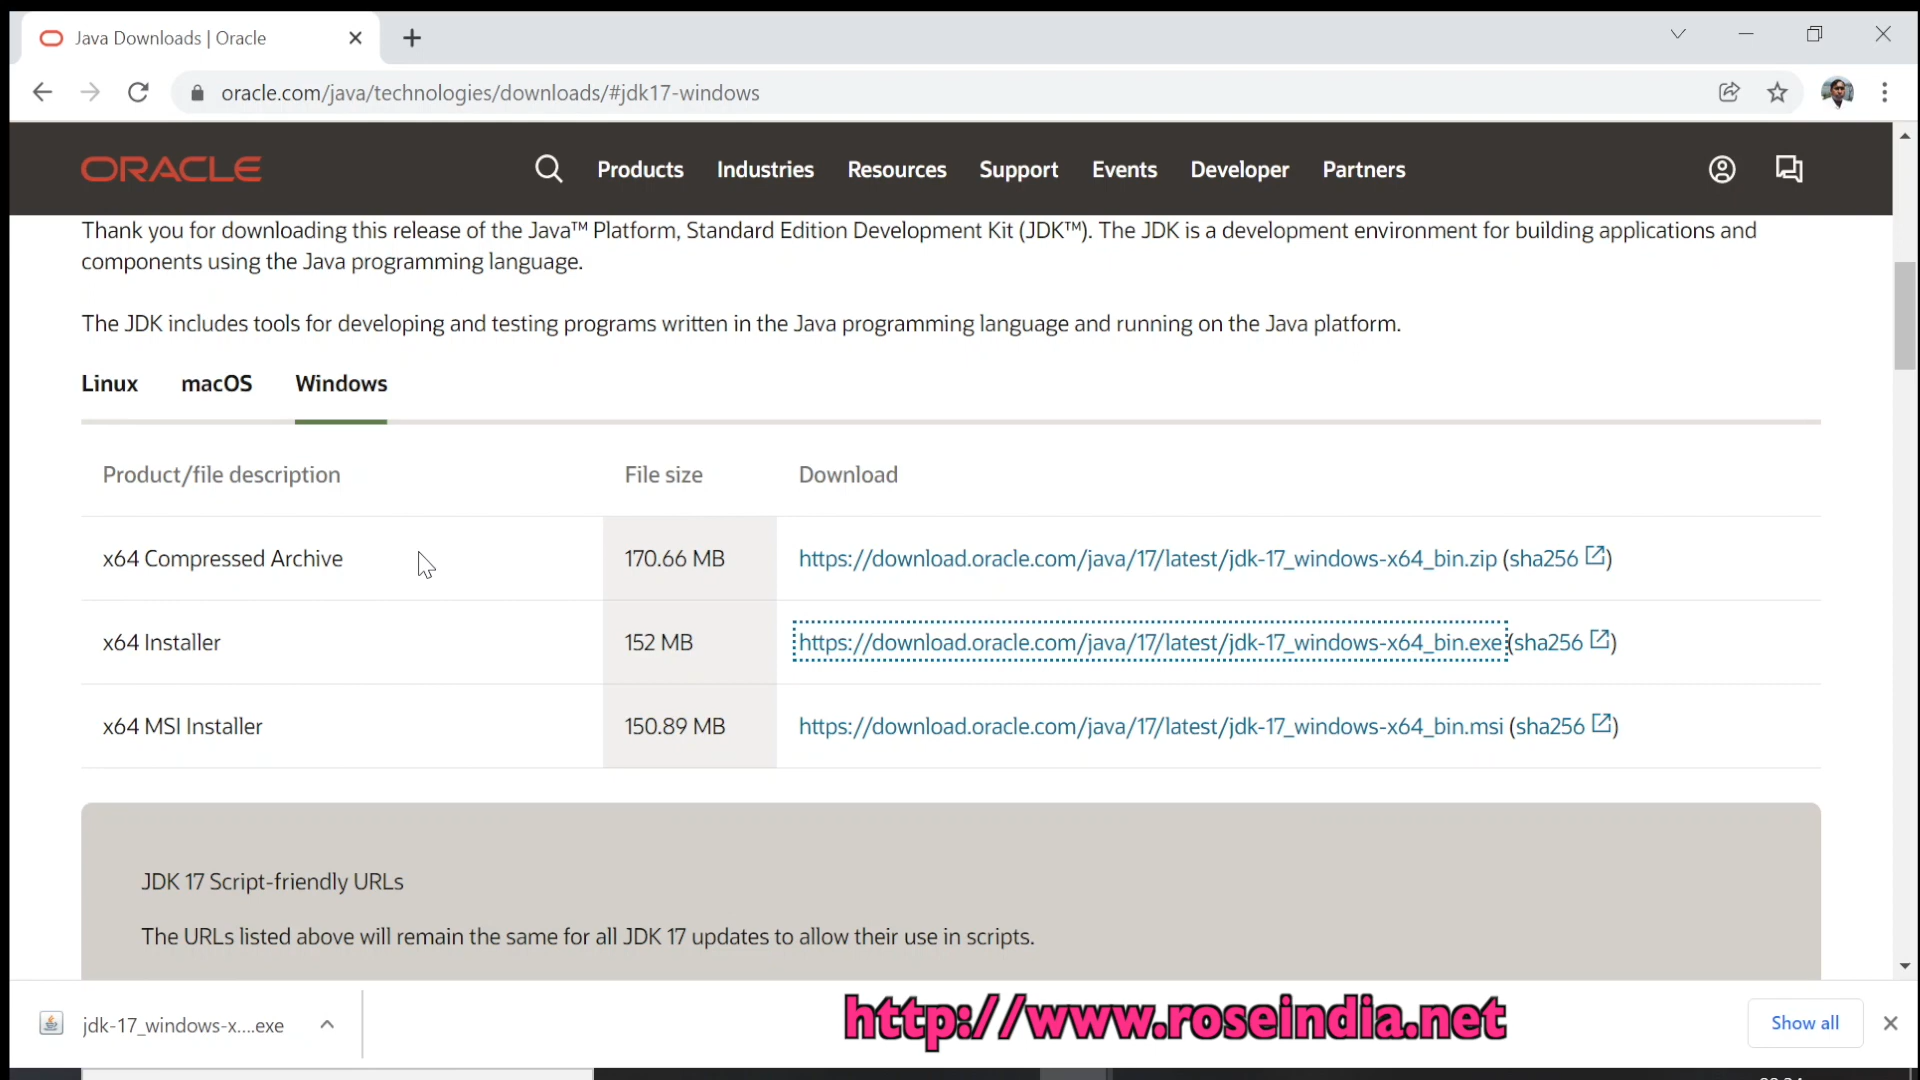 Java Downloads | Oracle
oracle.com/java/technologies/downloads/#jdk17-windows
ORACLE
Products Industries Resources Support Events Developer Partners
Thank you for downloading this release of the Java™ Platform, Standard Edition Development Kit (JDK™). The JDK is a development environment for building applications and
components using the Java programming language.
The JDK includes tools for developing and testing programs written in the Java programming language and running on the Java platform.
Linux macOS Windows
Product/file description File size Download
x64 Compressed Archive 170.66 MB https://download.oracle.com/java/17/latest/jdk-17_windows-x64_bin.zip (sha256)
x64 Installer 152 MB https://download.oracle.com/java/17/latest/jdk-17_windows-x64_bin.exe (sha256)
x64 MSI Installer 150.89 MB https://download.oracle.com/java/17/latest/jdk-17_windows-x64_bin.msi (sha256)
JDK 17 Script-friendly URLs
The URLs listed above will remain the same for all JDK 17 updates to allow their use in scripts.
jdk-17_windows-x....exe
http://www.roseindia.net
Show all